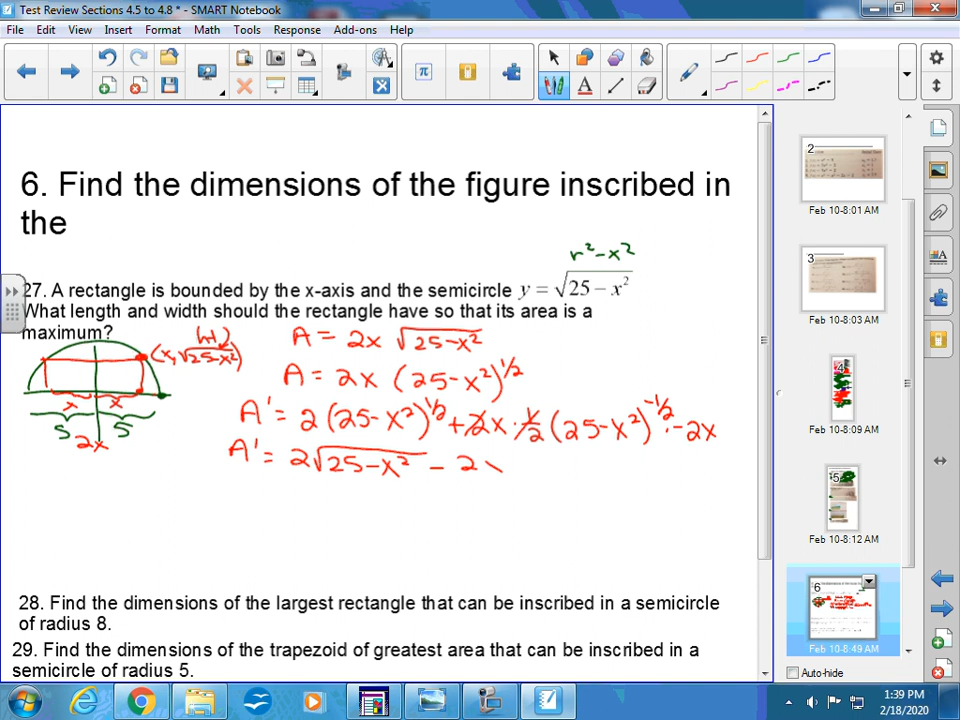 Test Review Sections 4.5 to 4.8 * - SMART Notebook
File Edit View Insert Format Math Tools Response Add-ons Help
6. Find the dimensions of the figure inscribed in
the
r² - x²
27. A rectangle is bounded by the x-axis and the semicircle y = √25 − x²
What length and width should the rectangle have so that its area is a
maximum?
(x, √25-x²)
x x
5 5
2x
A = 2x √25-x²
A = 2x (25-x²)^1/2
A' = 2(25-x²)^1/2 + 2x · 1/2 (25-x²)^-1/2 · -2x
A' = 2√25-x² - 2
28. Find the dimensions of the largest rectangle that can be inscribed in a semicircle
of radius 8.
29. Find the dimensions of the trapezoid of greatest area that can be inscribed in a
semicircle of radius 5.
2
Feb 10-8:01 AM
3
Feb 10-8:03 AM
4
Feb 10-8:09 AM
5
Feb 10-8:12 AM
6
Feb 10-8:49 AM
Auto-hide
1:39 PM
2/18/2020